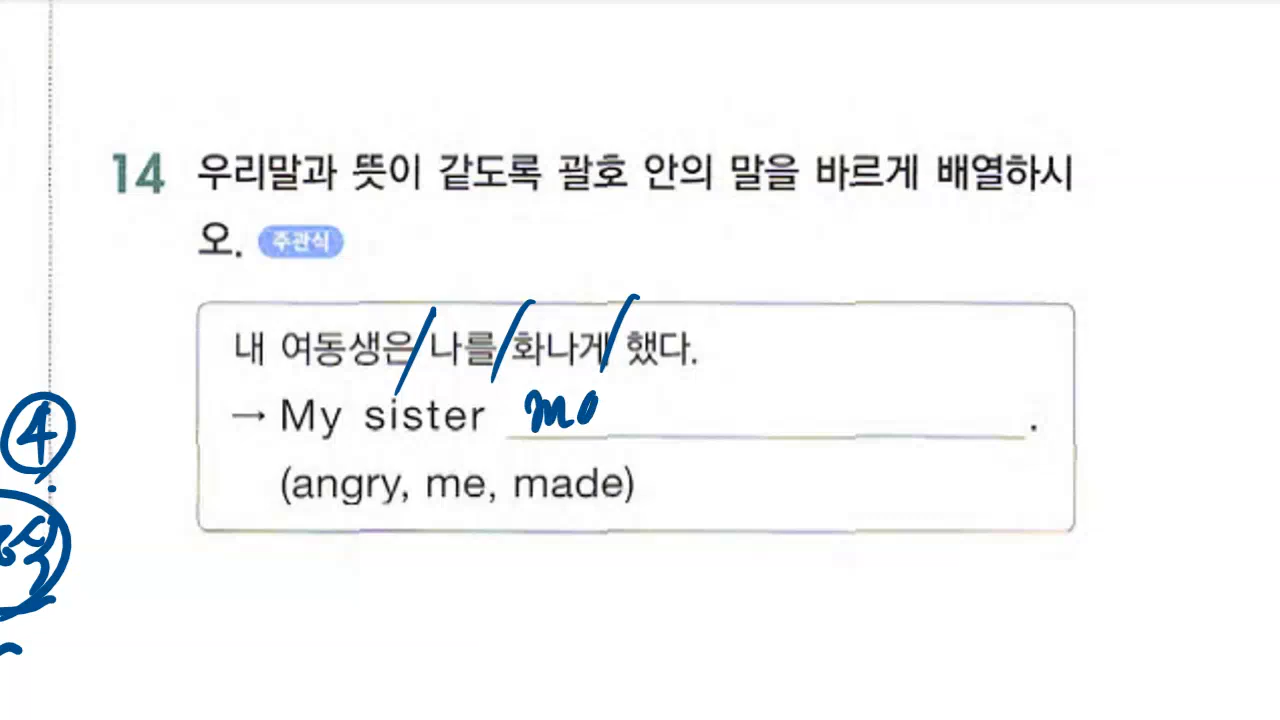 14 우리말과 뜻이 같도록 괄호 안의 말을 바르게 배열하시
오. 주관식
내 여동생은 나를 화나게 했다.
→ My sister ma .
(angry, me, made)
4